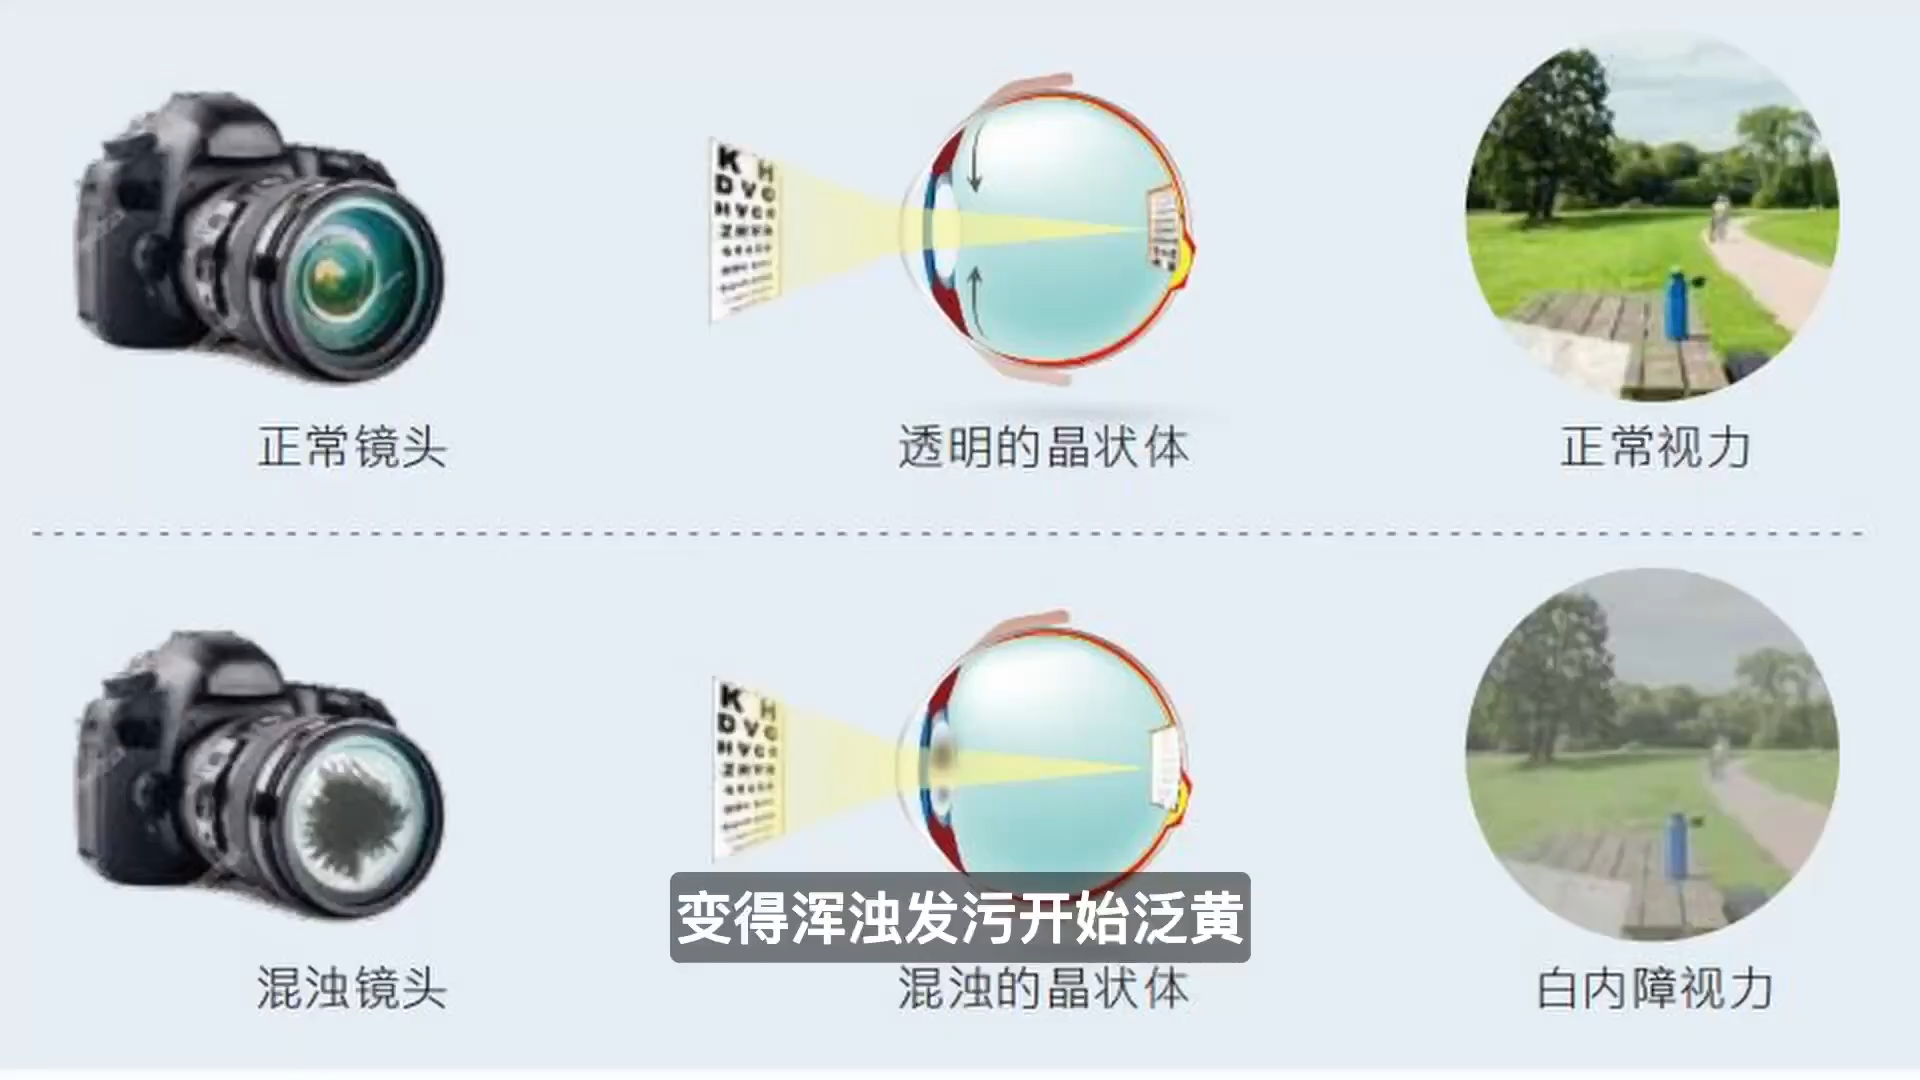 K H
D V O
H V C
正常镜头
透明的晶状体
正常视力
K H
D V O
H V C
变得浑浊发污开始泛黄
混浊镜头
混浊的晶状体
白内障视力